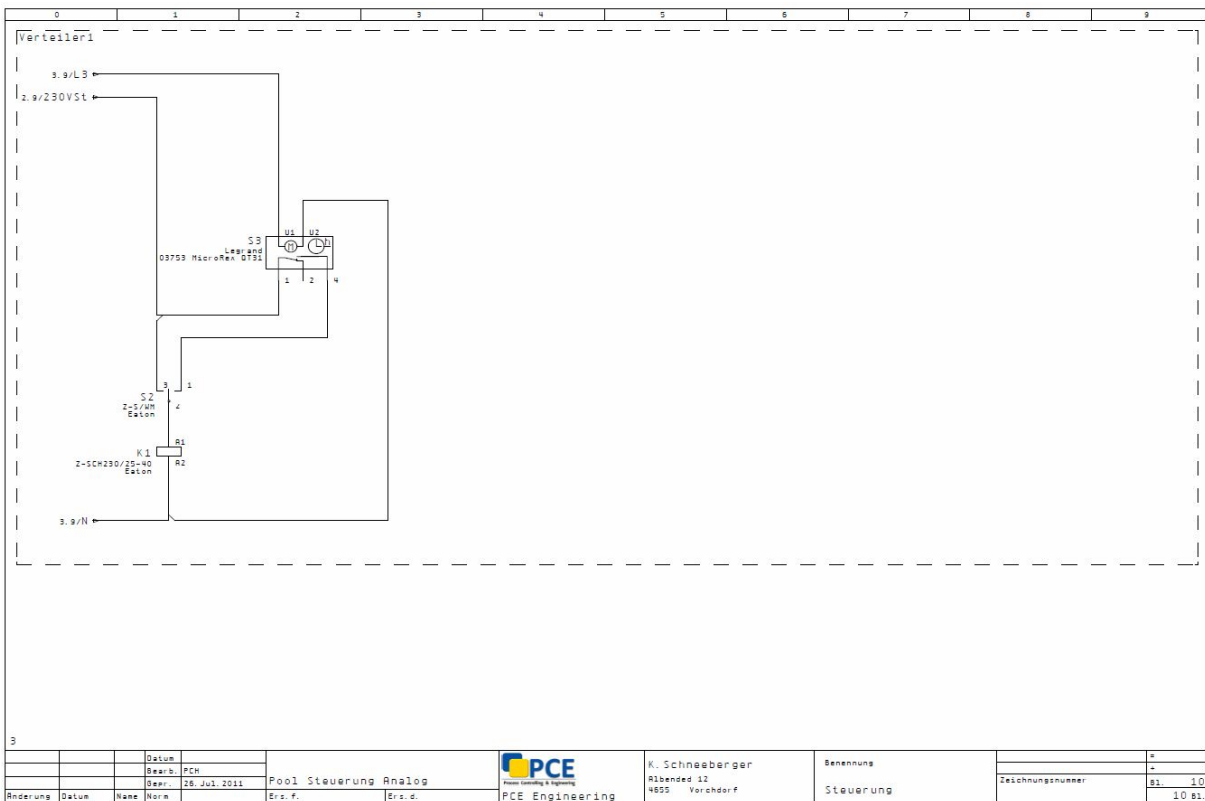 0 1 2 3 4 5 6 7 8 9
Verteiler1
3.9/L3
2.9/230VSt
U1 U2
S3
Legrand
03753 MicroRex QT31
M
h
1 2 4
3 1
S2
Z-S/WM
Eaton
2
A1
K1
Z-SCH230/25-40
Eaton
A2
3.9/N
3
Datum
Bearb. PCH
Gepr. 26.Jul.2011
Änderung Datum Name Norm
Pool Steuerung Analog
Ers.f. Ers.d.
PCE
Process Controlling & Engineering
PCE Engineering
K.Schneeberger
Albended 12
4655 Vorchdorf
Benennung
Steuerung
Zeichnungsnummer
=
+
Bl. 10
10 Bl.